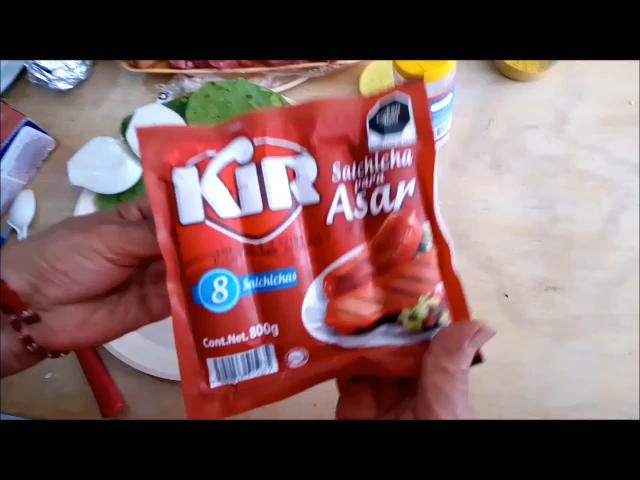 KiR
Salchicha
para
Asar
8 Salchichas
Cont.Net. 800g